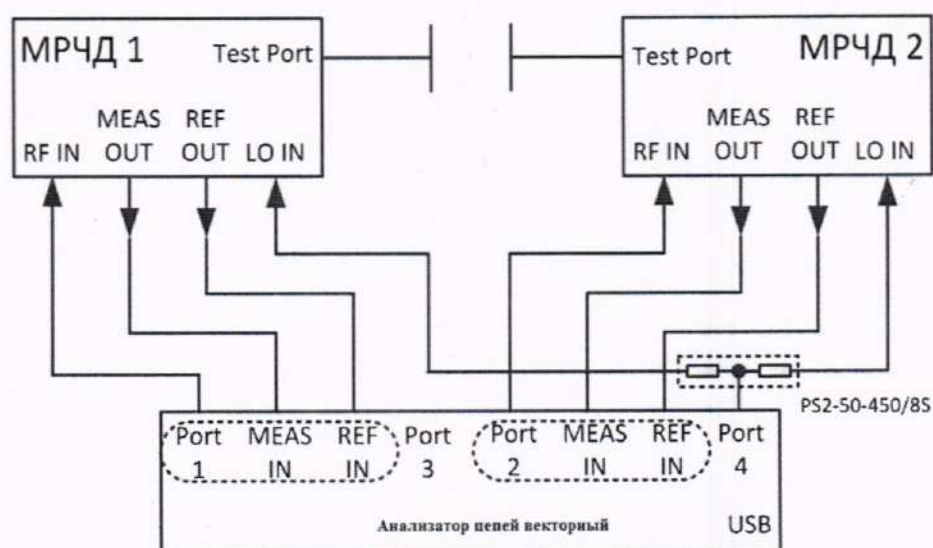 МРЧД 1
Test Port
MEAS REF
RF IN OUT OUT LO IN
МРЧД 2
Test Port
MEAS REF
RF IN OUT OUT LO IN
PS2-50-450/8S
Port MEAS REF Port Port MEAS REF Port
1 IN IN 3 2 IN IN 4
Анализатор цепей векторный
USB